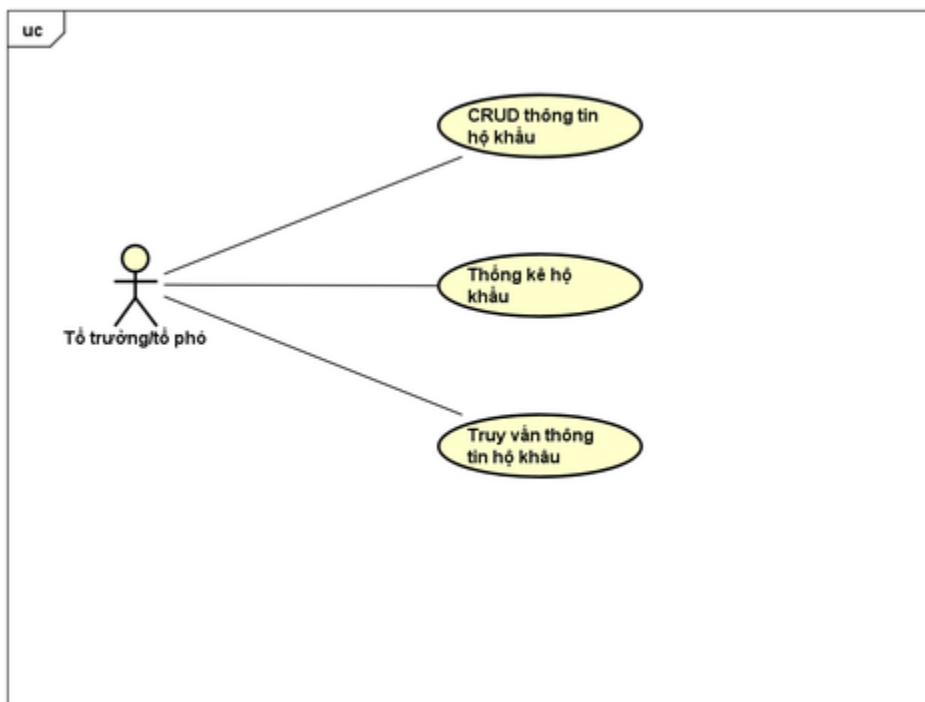 uc
CRUD thông tin
hộ khẩu
Thống kê hộ
khẩu
Tổ trưởng/tổ phó
Truy vấn thông
tin hộ khẩu